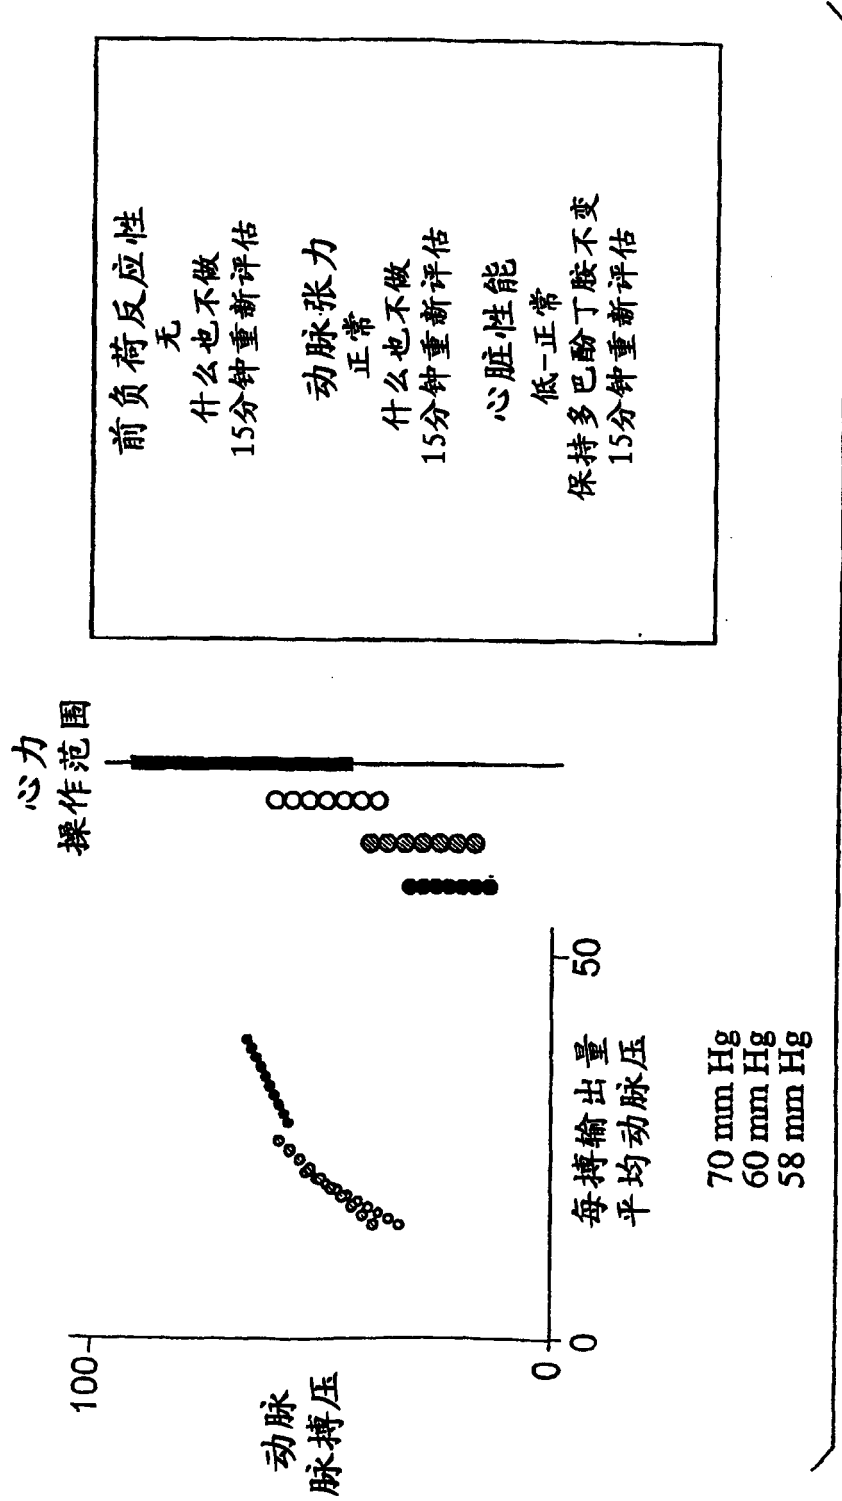 心力
操作范围
100
动脉
脉搏压
0
0
50
每搏输出量
平均动脉压
70 mm Hg
60 mm Hg
58 mm Hg
前负荷反应性
无
什么也不做
15分钟重新评估
动脉张力
正常
什么也不做
15分钟重新评估
心脏性能
低-正常
保持多巴酚丁胺不变
15分钟重新评估